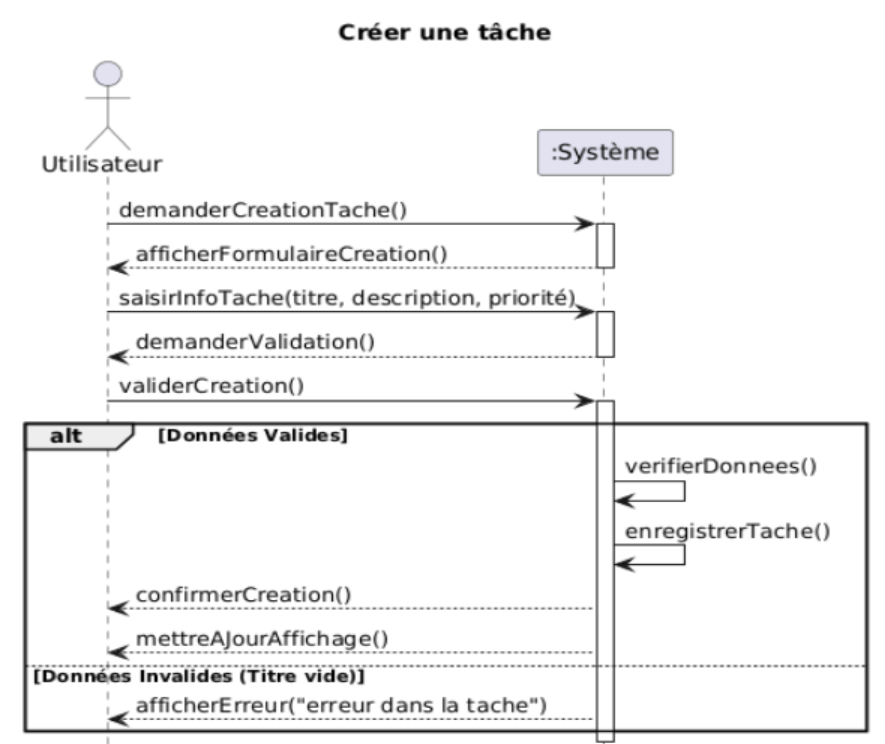 Créer une tâche
Utilisateur
:Système
demanderCreationTache()
afficherFormulaireCreation()
saisirInfoTache(titre, description, priorité)
demanderValidation()
validerCreation()
alt [Données Valides]
verifierDonnees()
enregistrerTache()
confirmerCreation()
mettreAJourAffichage()
[Données Invalides (Titre vide)]
afficherErreur("erreur dans la tache")